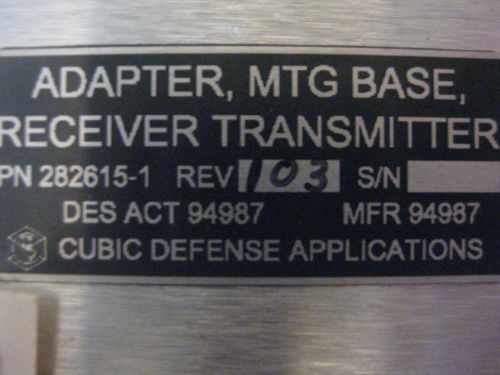 ADAPTER, MTG BASE,
RECEIVER TRANSMITTER
PN 282615-1 REV 103 S/N
DES ACT 94987 MFR 94987
CUBIC DEFENSE APPLICATIONS